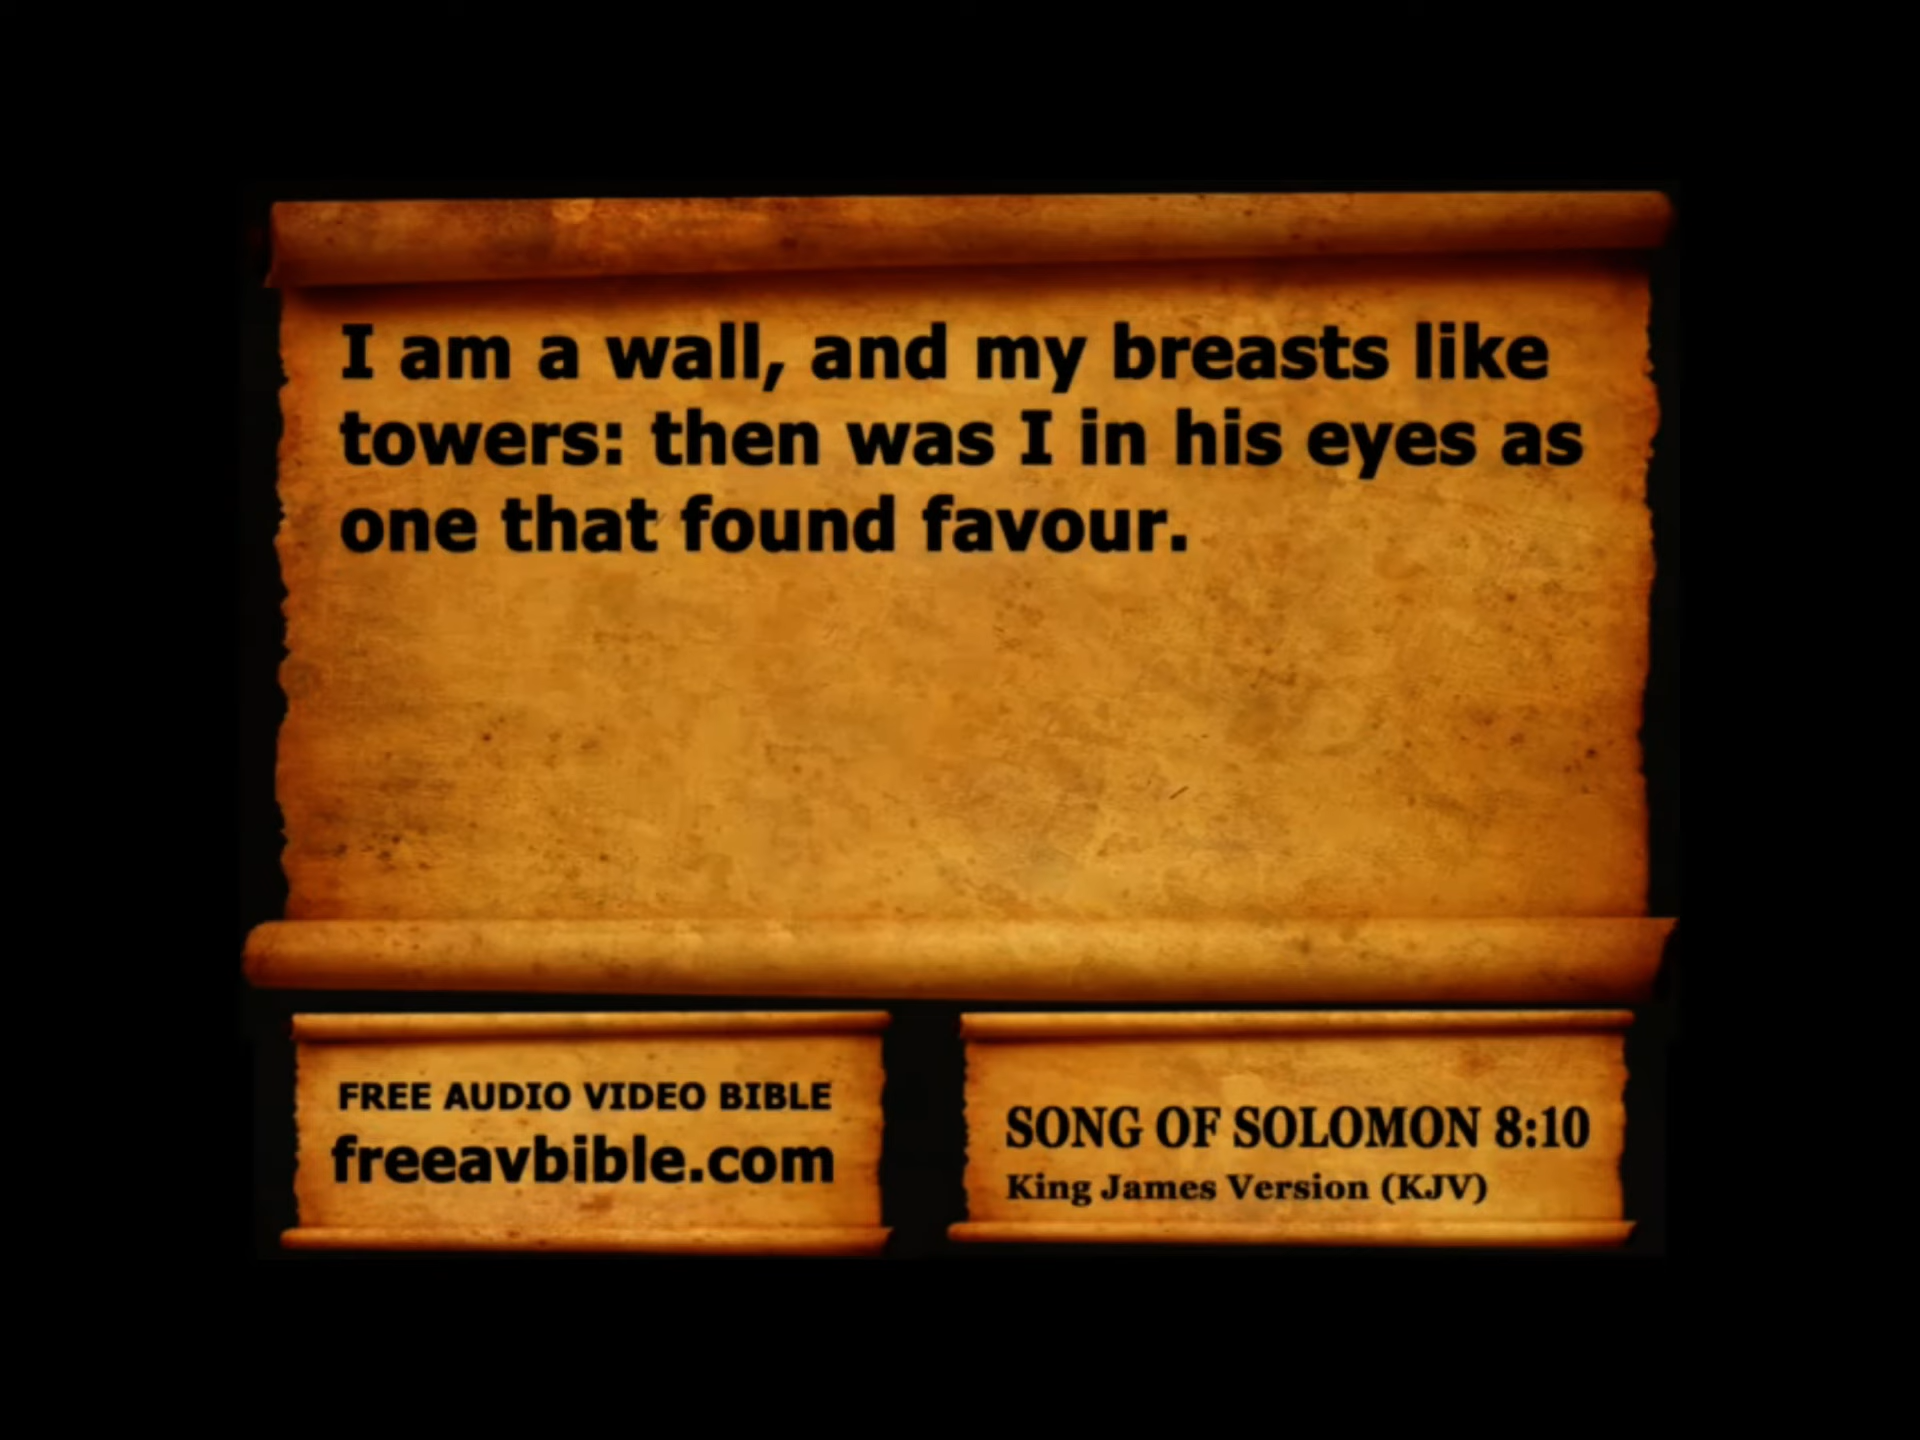 I am a wall, and my breasts like
towers: then was I in his eyes as
one that found favour.
FREE AUDIO VIDEO BIBLE
freeavbible.com
SONG OF SOLOMON 8:10
King James Version (KJV)